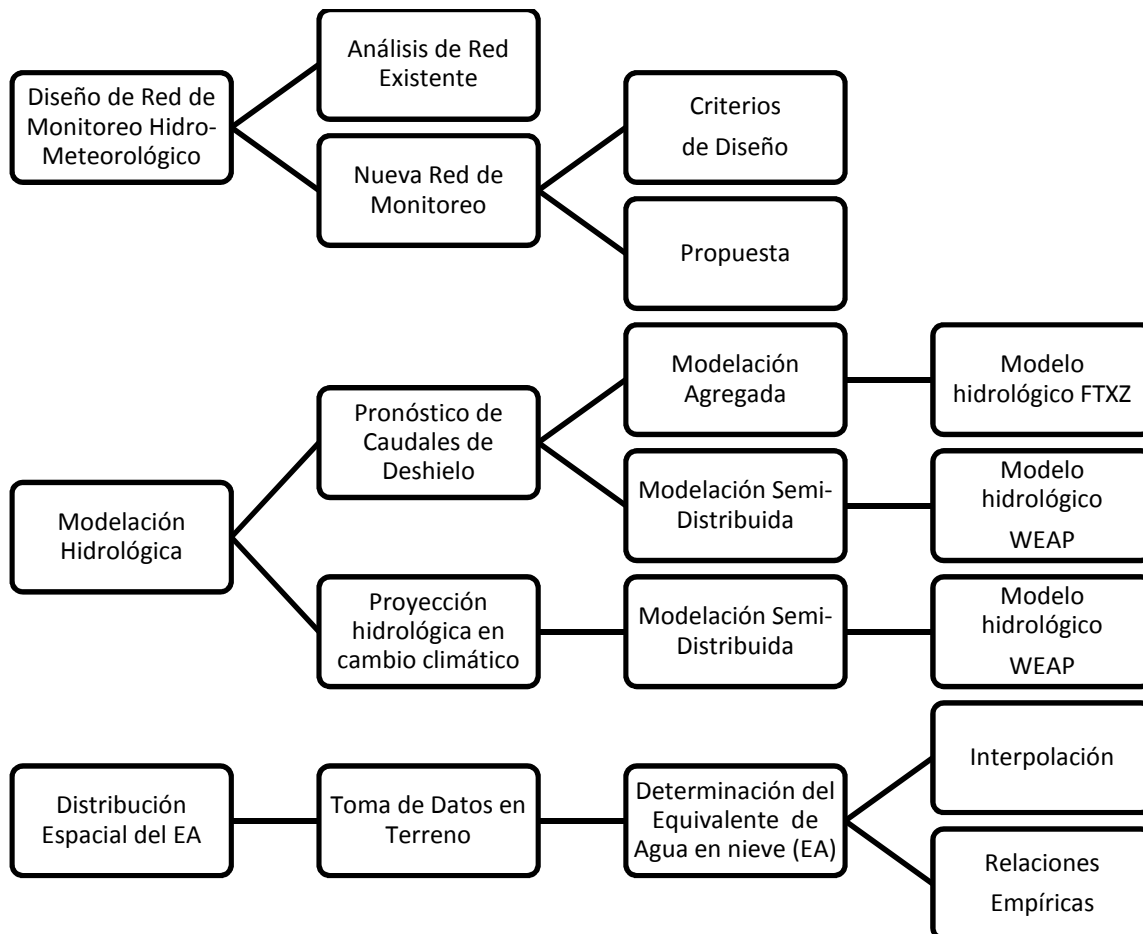 Diseño de Red de
Monitoreo Hidro-
Meteorológico
Análisis de Red
Existente
Nueva Red de
Monitoreo
Criterios
de Diseño
Propuesta
Modelación
Hidrológica
Pronóstico de
Caudales de
Deshielo
Modelación
Agregada
Modelo
hidrológico FTXZ
Modelación Semi-
Distribuida
Modelo
hidrológico
WEAP
Proyección
hidrológica en
cambio climático
Modelación Semi-
Distribuida
Modelo
hidrológico
WEAP
Distribución
Espacial del EA
Toma de Datos en
Terreno
Determinación del
Equivalente de
Agua en nieve (EA)
Interpolación
Relaciones
Empíricas